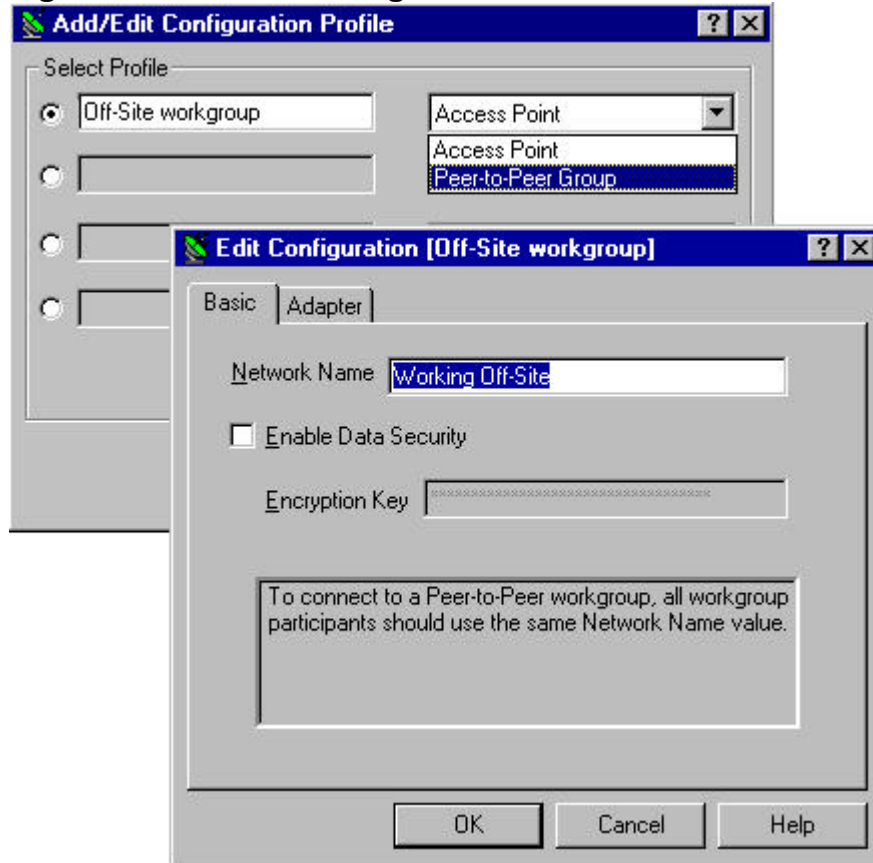 Add/Edit Configuration Profile
Select Profile
Off-Site workgroup
Access Point
Access Point
Peer-to-Peer Group
Edit Configuration [Off-Site workgroup]
Basic
Adapter
Network Name
Working Off-Site
Enable Data Security
Encryption Key
To connect to a Peer-to-Peer workgroup, all workgroup
participants should use the same Network Name value.
OK
Cancel
Help